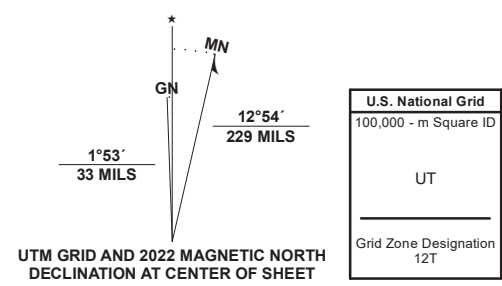 ★
MN
GN
12°54´
229 MILS
1°53´
33 MILS
UTM GRID AND 2022 MAGNETIC NORTH
DECLINATION AT CENTER OF SHEET
U.S. National Grid
100,000 - m Square ID
UT
Grid Zone Designation
12T